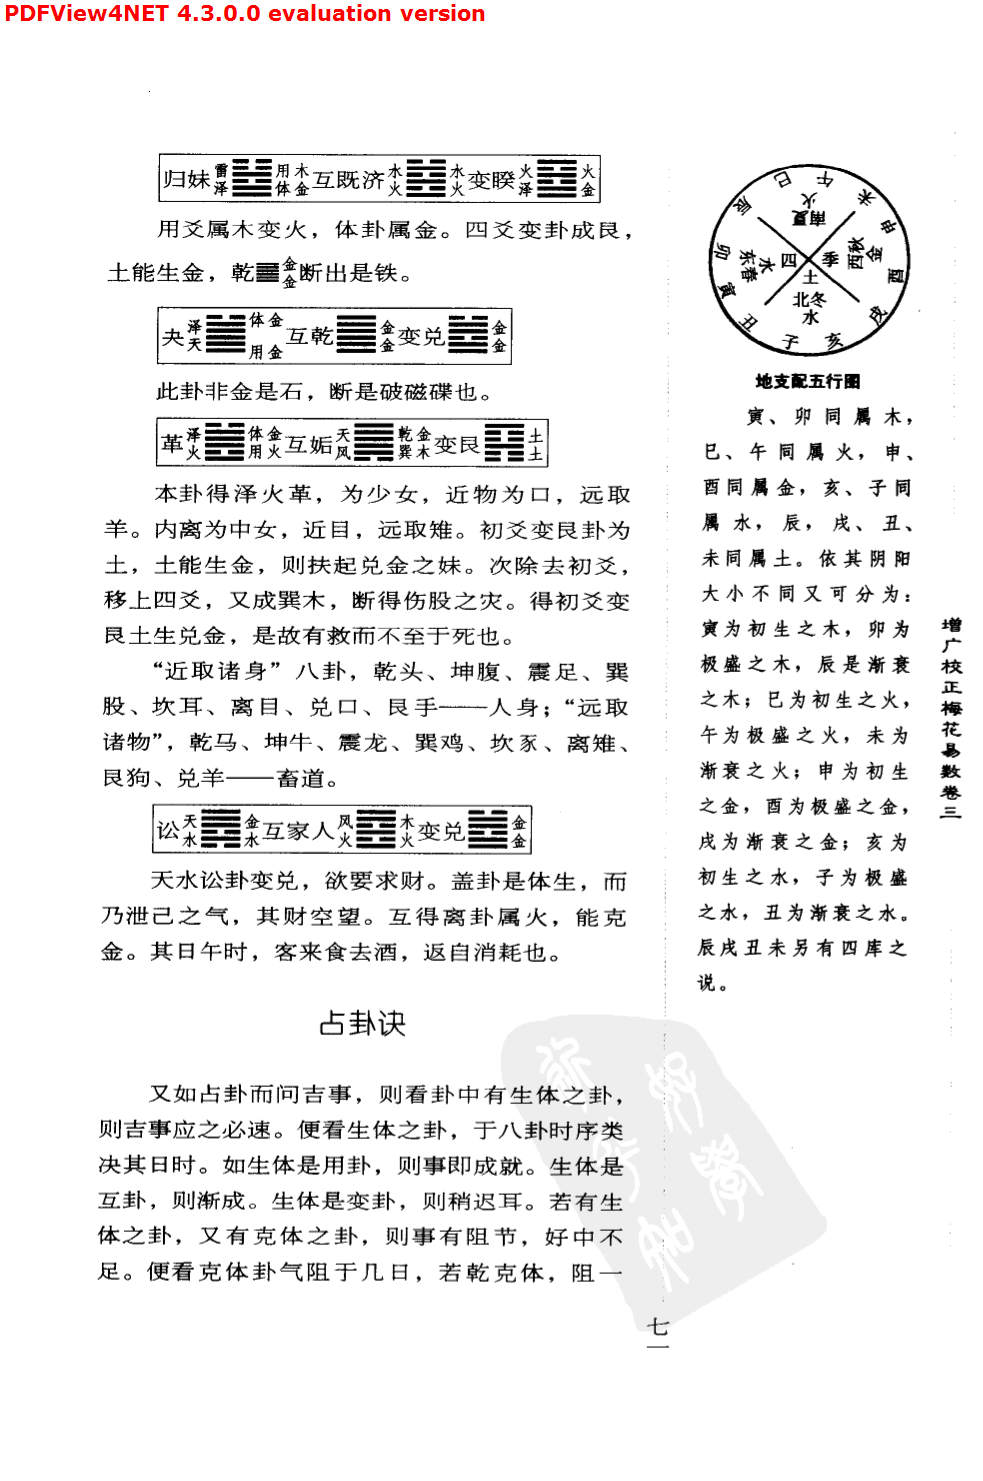 PDFView4NET 4.3.0.0 evaluation version
归妹 雷泽 用木体金 互既济 水火 水火 变睽 火泽 火金
用爻属木变火，体卦属金。四爻变卦成艮，
土能生金，乾金金断出是铁。
夬 泽天 体金用金 互乾 金金 变兑 金金
此卦非金是石，断是破磁碟也。
革 泽火 体金用火 互姤 天风 乾金巽木 变艮 土土
本卦得泽火革，为少女，近物为口，远取
羊。内离为中女，近目，远取雉。初爻变艮卦为
土，土能生金，则扶起兑金之妹。次除去初爻，
移上四爻，又成巽木，断得伤股之灾。得初爻变
艮土生兑金，是故有救而不至于死也。
“近取诸身”八卦，乾头、坤腹、震足、巽
股、坎耳、离目、兑口、艮手——人身；“远取
诸物”，乾马、坤牛、震龙、巽鸡、坎豕、离雉、
艮狗、兑羊——畜道。
讼 天水 金水 互家人 风火 木火 变兑 金金
天水讼卦变兑，欲要求财。盖卦是体生，而
乃泄己之气，其财空望。互得离卦属火，能克
金。其日午时，客来食去酒，返自消耗也。
占卦诀
又如占卦而问吉事，则看卦中有生体之卦，
则吉事应之必速。便看生体之卦，于八卦时序类
决其日时。如生体是用卦，则事即成就。生体是
互卦，则渐成。生体是变卦，则稍迟耳。若有生
体之卦，又有克体之卦，则事有阻节，好中不
足。便看克体卦气阻于几日，若乾克体，阻一
巳 午 未 申 酉 戌 亥 子 丑 寅 卯 辰
火 南夏
东春 木 四 季 西秋 金
土
北冬
水
地支配五行图
寅、卯同属木，
巳、午同属火，申、
酉同属金，亥、子同
属水，辰，戌、丑、
未同属土。依其阴阳
大小不同又可分为：
寅为初生之木，卯为
极盛之木，辰是渐衰
之木；巳为初生之火，
午为极盛之火，未为
渐衰之火；申为初生
之金，酉为极盛之金，
戌为渐衰之金；亥为
初生之水，子为极盛
之水，丑为渐衰之水。
辰戌丑未另有四库之
说。
增广校正梅花易数卷三
七一